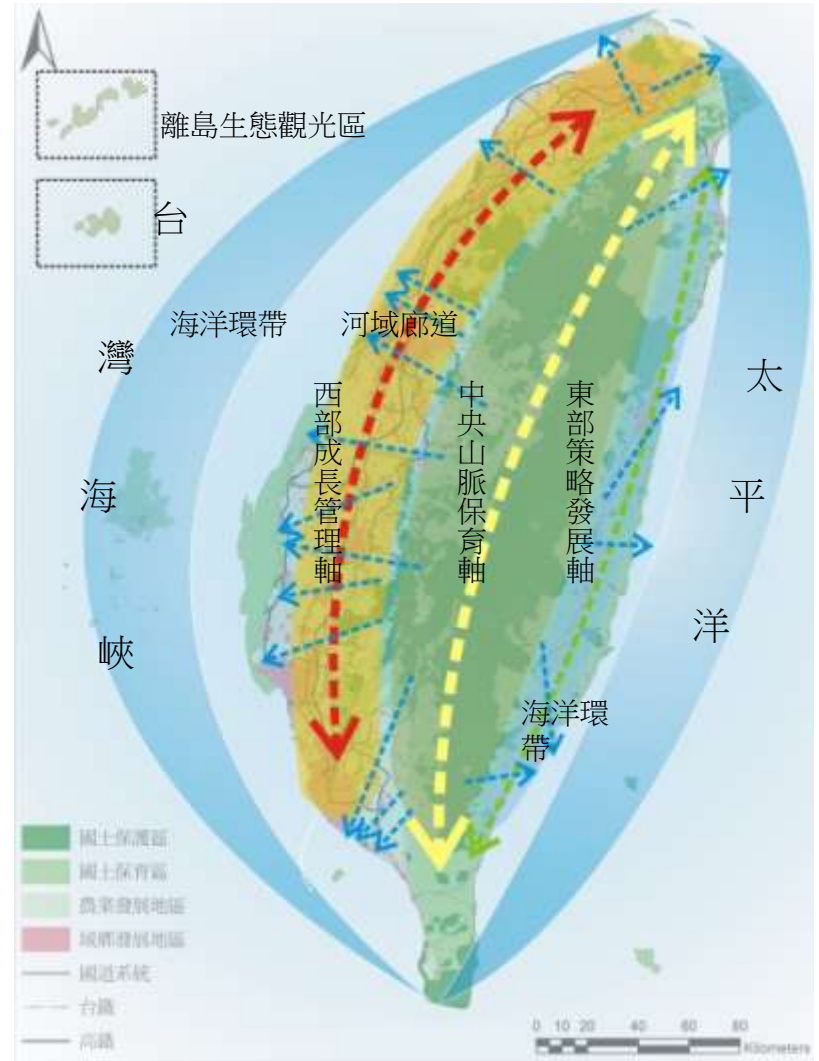 離島生態觀光區
台灣海峽
海洋環帶
河域廊道
西部成長管理軸
中央山脈保育軸
東部策略發展軸
太平洋
海洋環
帶
國土保護區
國土保育區
農業發展地區
城鄉發展地區
國道系統
台鐵
高鐵
0 10 20 40 60 80
Kilometers